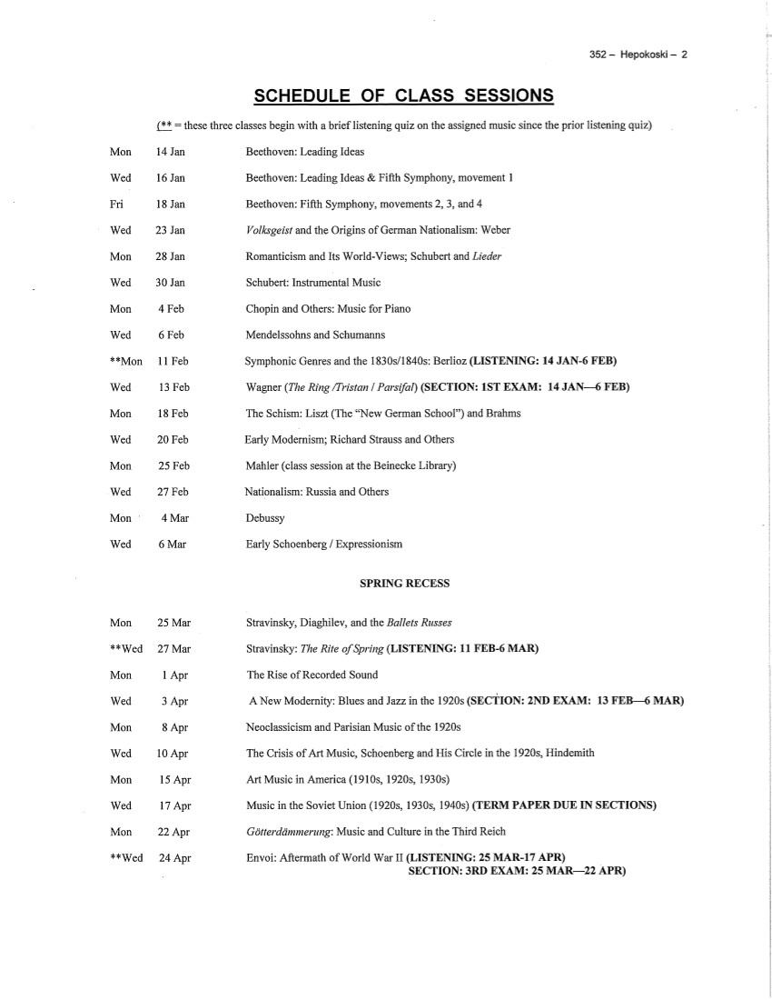 352 – Hepokoski – 2
SCHEDULE OF CLASS SESSIONS
(** = these three classes begin with a brief listening quiz on the assigned music since the prior listening quiz)
Mon 14 Jan Beethoven: Leading Ideas
Wed 16 Jan Beethoven: Leading Ideas & Fifth Symphony, movement 1
Fri 18 Jan Beethoven: Fifth Symphony, movements 2, 3, and 4
Wed 23 Jan Volksgeist and the Origins of German Nationalism: Weber
Mon 28 Jan Romanticism and Its World-Views; Schubert and Lieder
Wed 30 Jan Schubert: Instrumental Music
Mon 4 Feb Chopin and Others: Music for Piano
Wed 6 Feb Mendelssohns and Schumanns
**Mon 11 Feb Symphonic Genres and the 1830s/1840s: Berlioz (LISTENING: 14 JAN-6 FEB)
Wed 13 Feb Wagner (The Ring /Tristan / Parsifal) (SECTION: 1ST EXAM: 14 JAN—6 FEB)
Mon 18 Feb The Schism: Liszt (The “New German School”) and Brahms
Wed 20 Feb Early Modernism; Richard Strauss and Others
Mon 25 Feb Mahler (class session at the Beinecke Library)
Wed 27 Feb Nationalism: Russia and Others
Mon 4 Mar Debussy
Wed 6 Mar Early Schoenberg / Expressionism
SPRING RECESS
Mon 25 Mar Stravinsky, Diaghilev, and the Ballets Russes
**Wed 27 Mar Stravinsky: The Rite of Spring (LISTENING: 11 FEB-6 MAR)
Mon 1 Apr The Rise of Recorded Sound
Wed 3 Apr A New Modernity: Blues and Jazz in the 1920s (SECTION: 2ND EXAM: 13 FEB—6 MAR)
Mon 8 Apr Neoclassicism and Parisian Music of the 1920s
Wed 10 Apr The Crisis of Art Music, Schoenberg and His Circle in the 1920s, Hindemith
Mon 15 Apr Art Music in America (1910s, 1920s, 1930s)
Wed 17 Apr Music in the Soviet Union (1920s, 1930s, 1940s) (TERM PAPER DUE IN SECTIONS)
Mon 22 Apr Götterdämmerung: Music and Culture in the Third Reich
**Wed 24 Apr Envoi: Aftermath of World War II (LISTENING: 25 MAR-17 APR)
SECTION: 3RD EXAM: 25 MAR—22 APR)